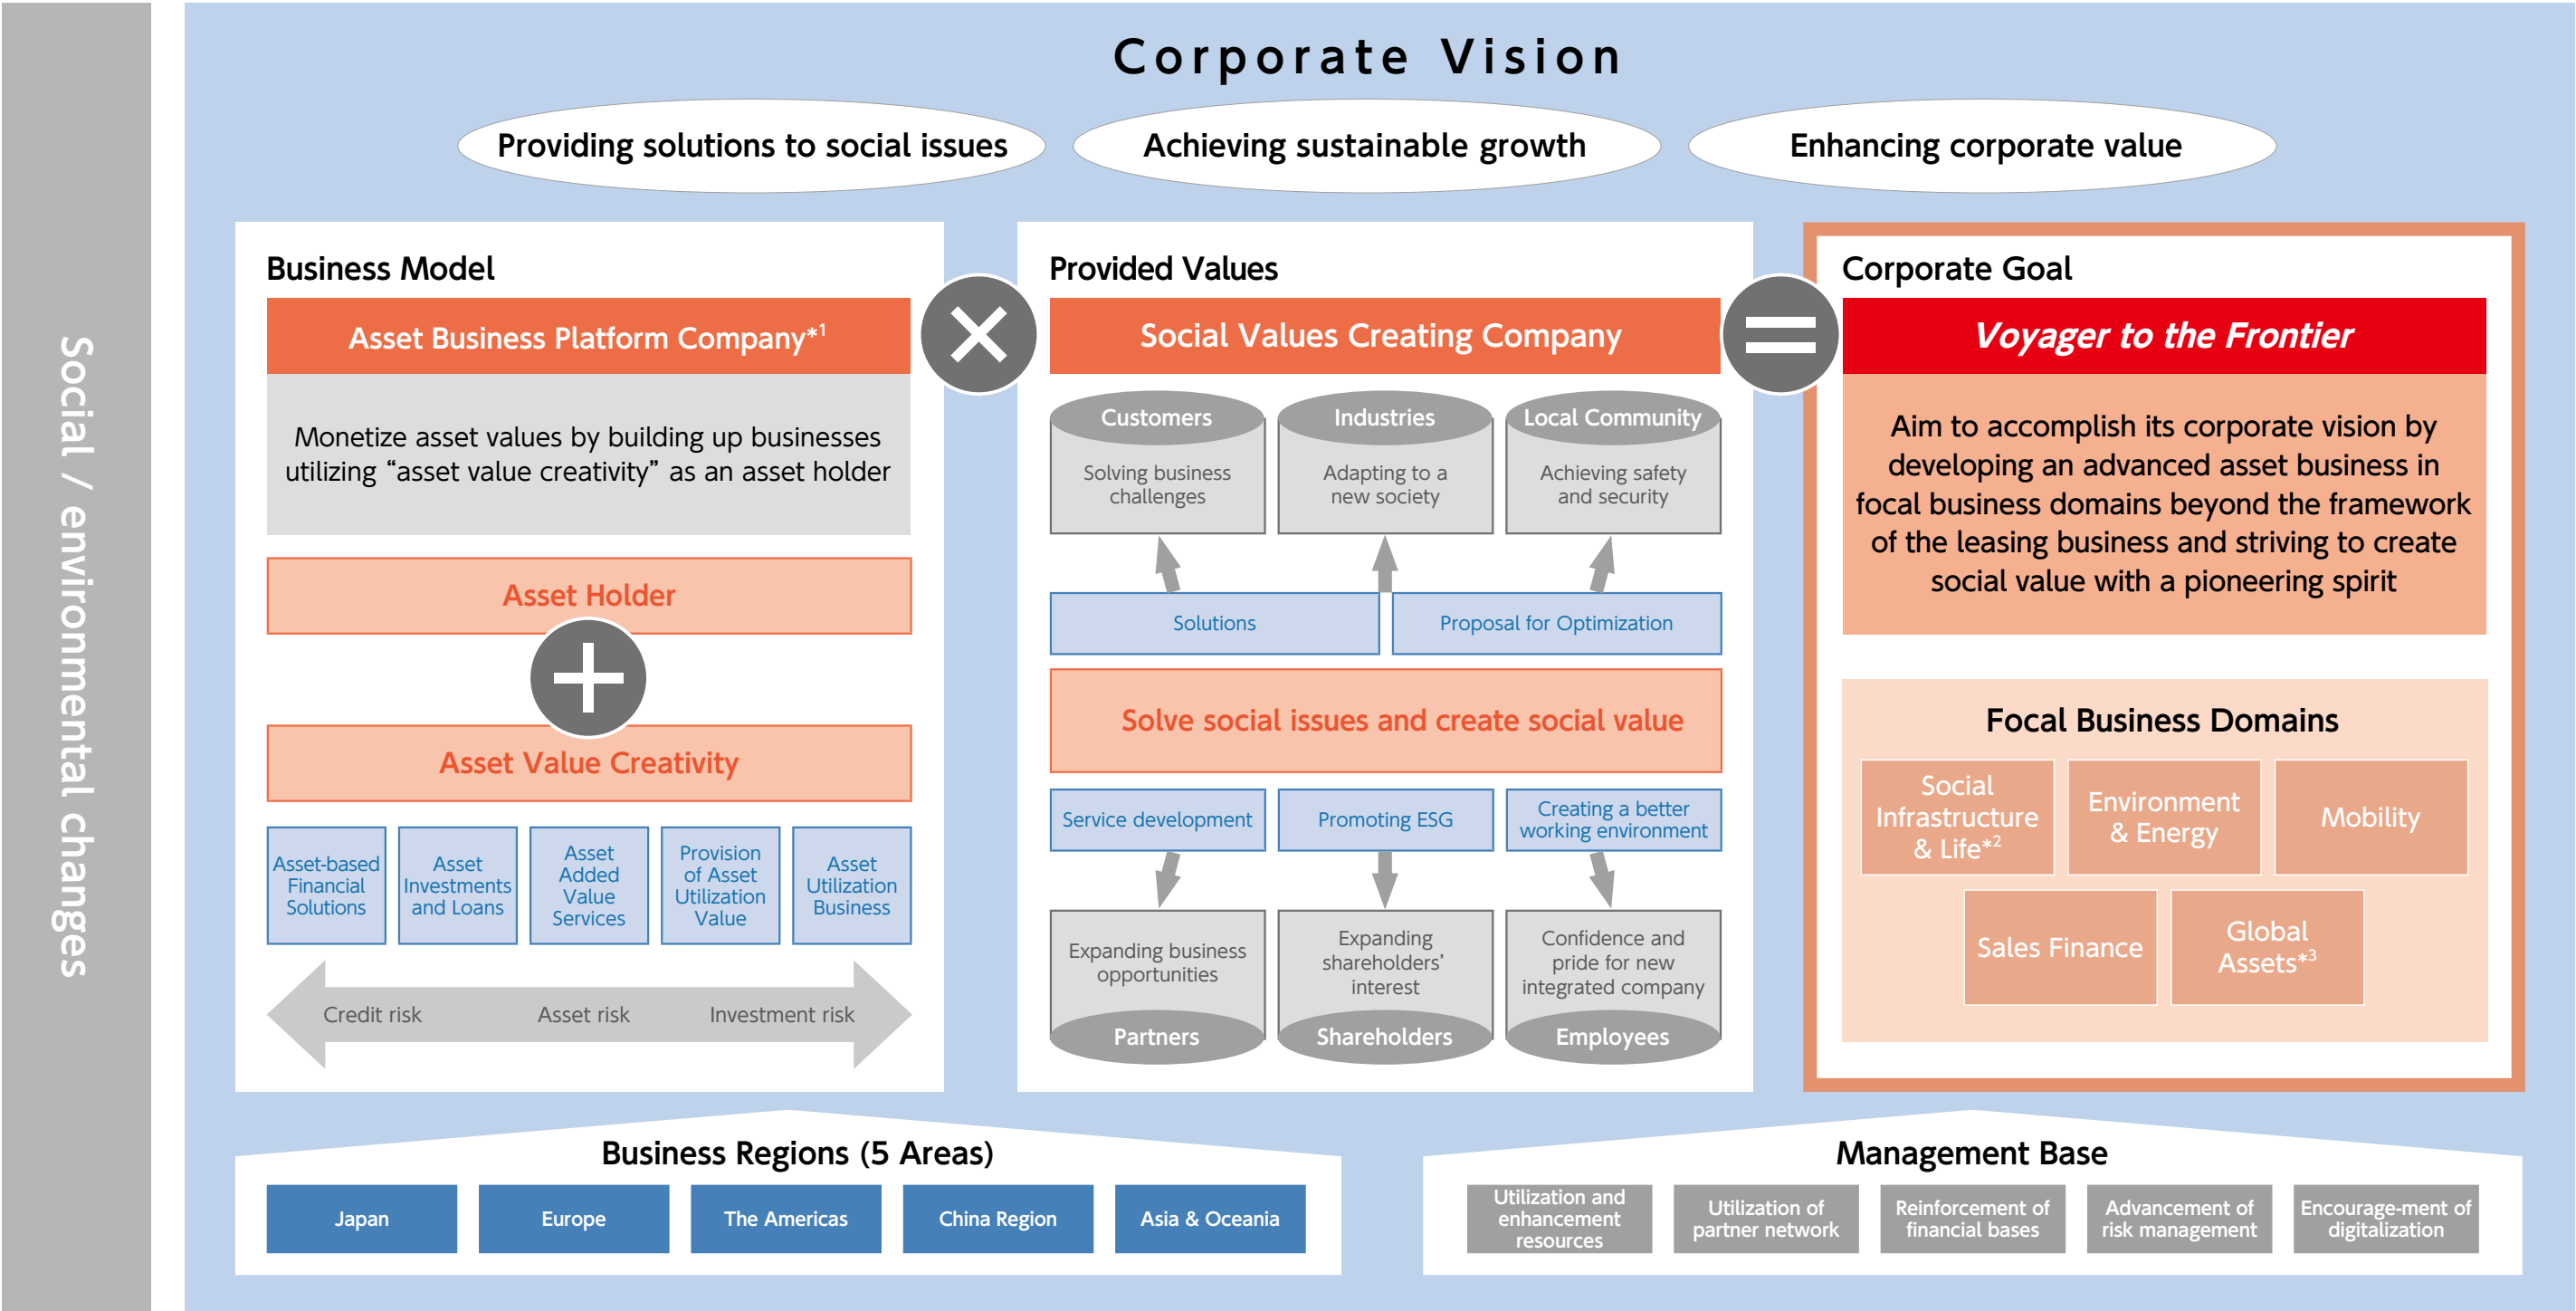 Social / environmental changes
Corporate Vision
Providing solutions to social issues
Achieving sustainable growth
Enhancing corporate value
Business Model
Asset Business Platform Company*1
Monetize asset values by building up businesses
utilizing “asset value creativity” as an asset holder
Asset Holder
+
Asset Value Creativity
Asset-based
Financial
Solutions
Asset
Investments
and Loans
Asset
Added
Value
Services
Provision
of Asset
Utilization
Value
Asset
Utilization
Business
Credit risk
Asset risk
Investment risk
×
Provided Values
Social Values Creating Company
Customers
Solving business
challenges
Industries
Adapting to a
new society
Local Community
Achieving safety
and security
Solutions
Proposal for Optimization
Solve social issues and create social value
Service development
Promoting ESG
Creating a better
working environment
Expanding business
opportunities
Partners
Expanding
shareholders’
interest
Shareholders
Confidence and
pride for new
integrated company
Employees
=
Corporate Goal
Voyager to the Frontier
Aim to accomplish its corporate vision by
developing an advanced asset business in
focal business domains beyond the framework
of the leasing business and striving to create
social value with a pioneering spirit
Focal Business Domains
Social
Infrastructure
& Life*2
Environment
& Energy
Mobility
Sales Finance
Global
Assets*3
Business Regions (5 Areas)
Japan
Europe
The Americas
China Region
Asia & Oceania
Management Base
Utilization and
enhancement
resources
Utilization of
partner network
Reinforcement of
financial bases
Advancement of
risk management
Encourage-ment of
digitalization